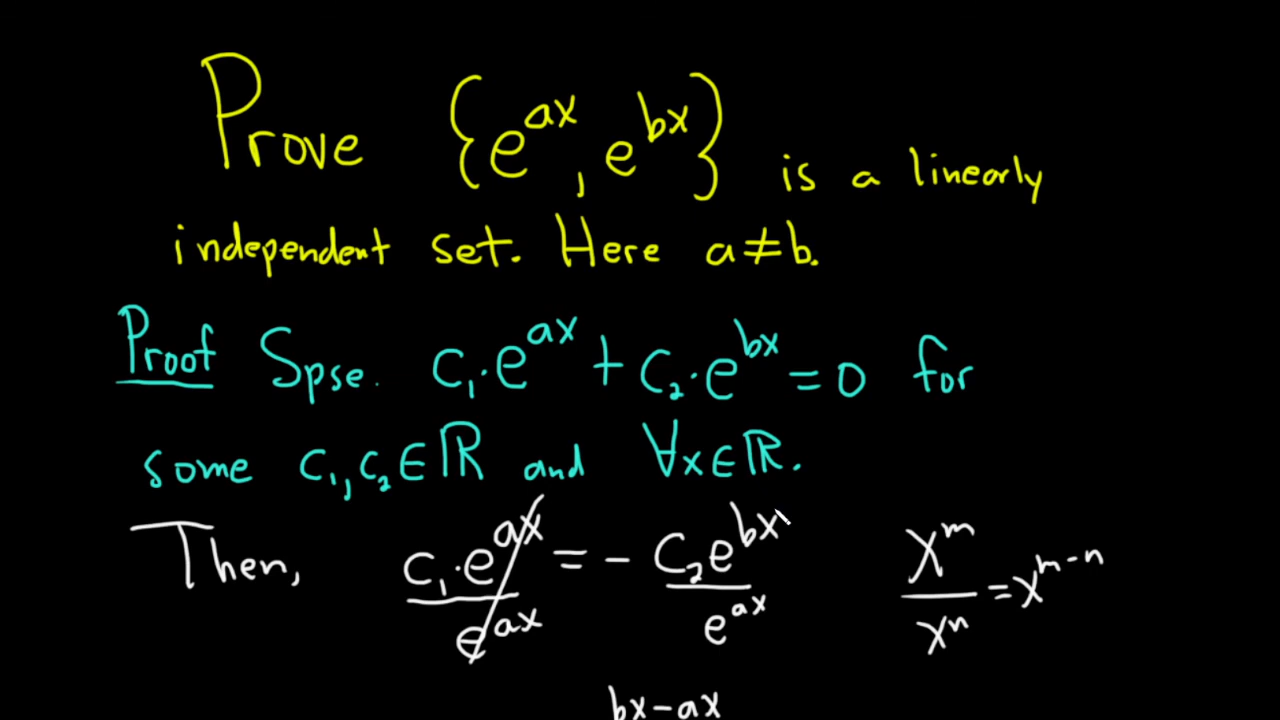 Prove {e^{ax}, e^{bx}} is a linearly
independent set. Here a≠b.
Proof Spse. c₁·e^{ax} + c₂·e^{bx} = 0 for
some c₁, c₂ ∈ ℝ and ∀x∈ℝ.
Then, c₁·e^{ax}/e^{ax} = - c₂e^{bx}/e^{ax} x^m/x^n = x^{m-n}
bx-ax